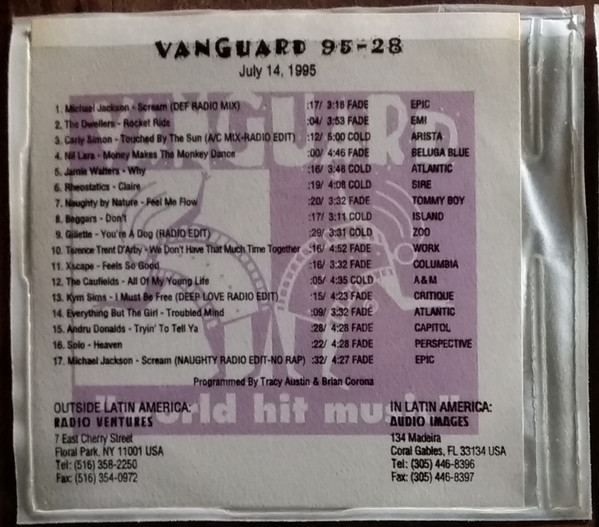 VANGUARD 95-28
July 14, 1995
1. Michael Jackson - Scream (DEF RADIO MIX) :17/ 3:18 FADE EPIC
2. The Dwellers - Rocket Ride :04/ 3:53 FADE EMI
3. Carly Simon - Touched By The Sun (A/C MIX-RADIO EDIT) :12/ 5:00 COLD ARISTA
4. Nil Lara - Money Makes The Monkey Dance :00/ 4:46 FADE BELUGA BLUE
5. Jamie Walters - Why :16/ 3:48 COLD ATLANTIC
6. Rheostatics - Claire :19/ 4:08 COLD SIRE
7. Naughty by Nature - Feel Me Flow :20/ 3:32 FADE TOMMY BOY
8. Beggars - Don't :17/ 3:11 COLD ISLAND
9. Gillette - You're A Dog (RADIO EDIT) :29/ 3:31 COLD ZOO
10. Terence Trent D'Arby - We Don't Have That Much Time Together :16/ 4:52 FADE WORK
11. Xscape - Feels So Good :16/ 3:32 FADE COLUMBIA
12. The Caufields - All Of My Young Life :05/ 4:35 COLD A&M
13. Kym Sims - I Must Be Free (DEEP LOVE RADIO EDIT) :15/ 4:23 FADE CRITIQUE
14. Everything But The Girl - Troubled Mind :09/ 3:32 FADE ATLANTIC
15. Andru Donalds - Tryin' To Tell Ya :28/ 4:28 FADE CAPITOL
16. Solo - Heaven :22/ 4:28 FADE PERSPECTIVE
17. Michael Jackson - Scream (NAUGHTY RADIO EDIT-NO RAP) :32/ 4:27 FADE EPIC
Programmed By Tracy Austin & Brian Corona
"world hit music"
OUTSIDE LATIN AMERICA:
RADIO VENTURES
7 East Cherry Street
Floral Park, NY 11001 USA
Tel: (516) 358-2250
Fax: (516) 354-0972
IN LATIN AMERICA:
AUDIO IMAGES
134 Madeira
Coral Gables, FL 33134 USA
Tel: (305) 446-8396
Fax: (305) 446-8397